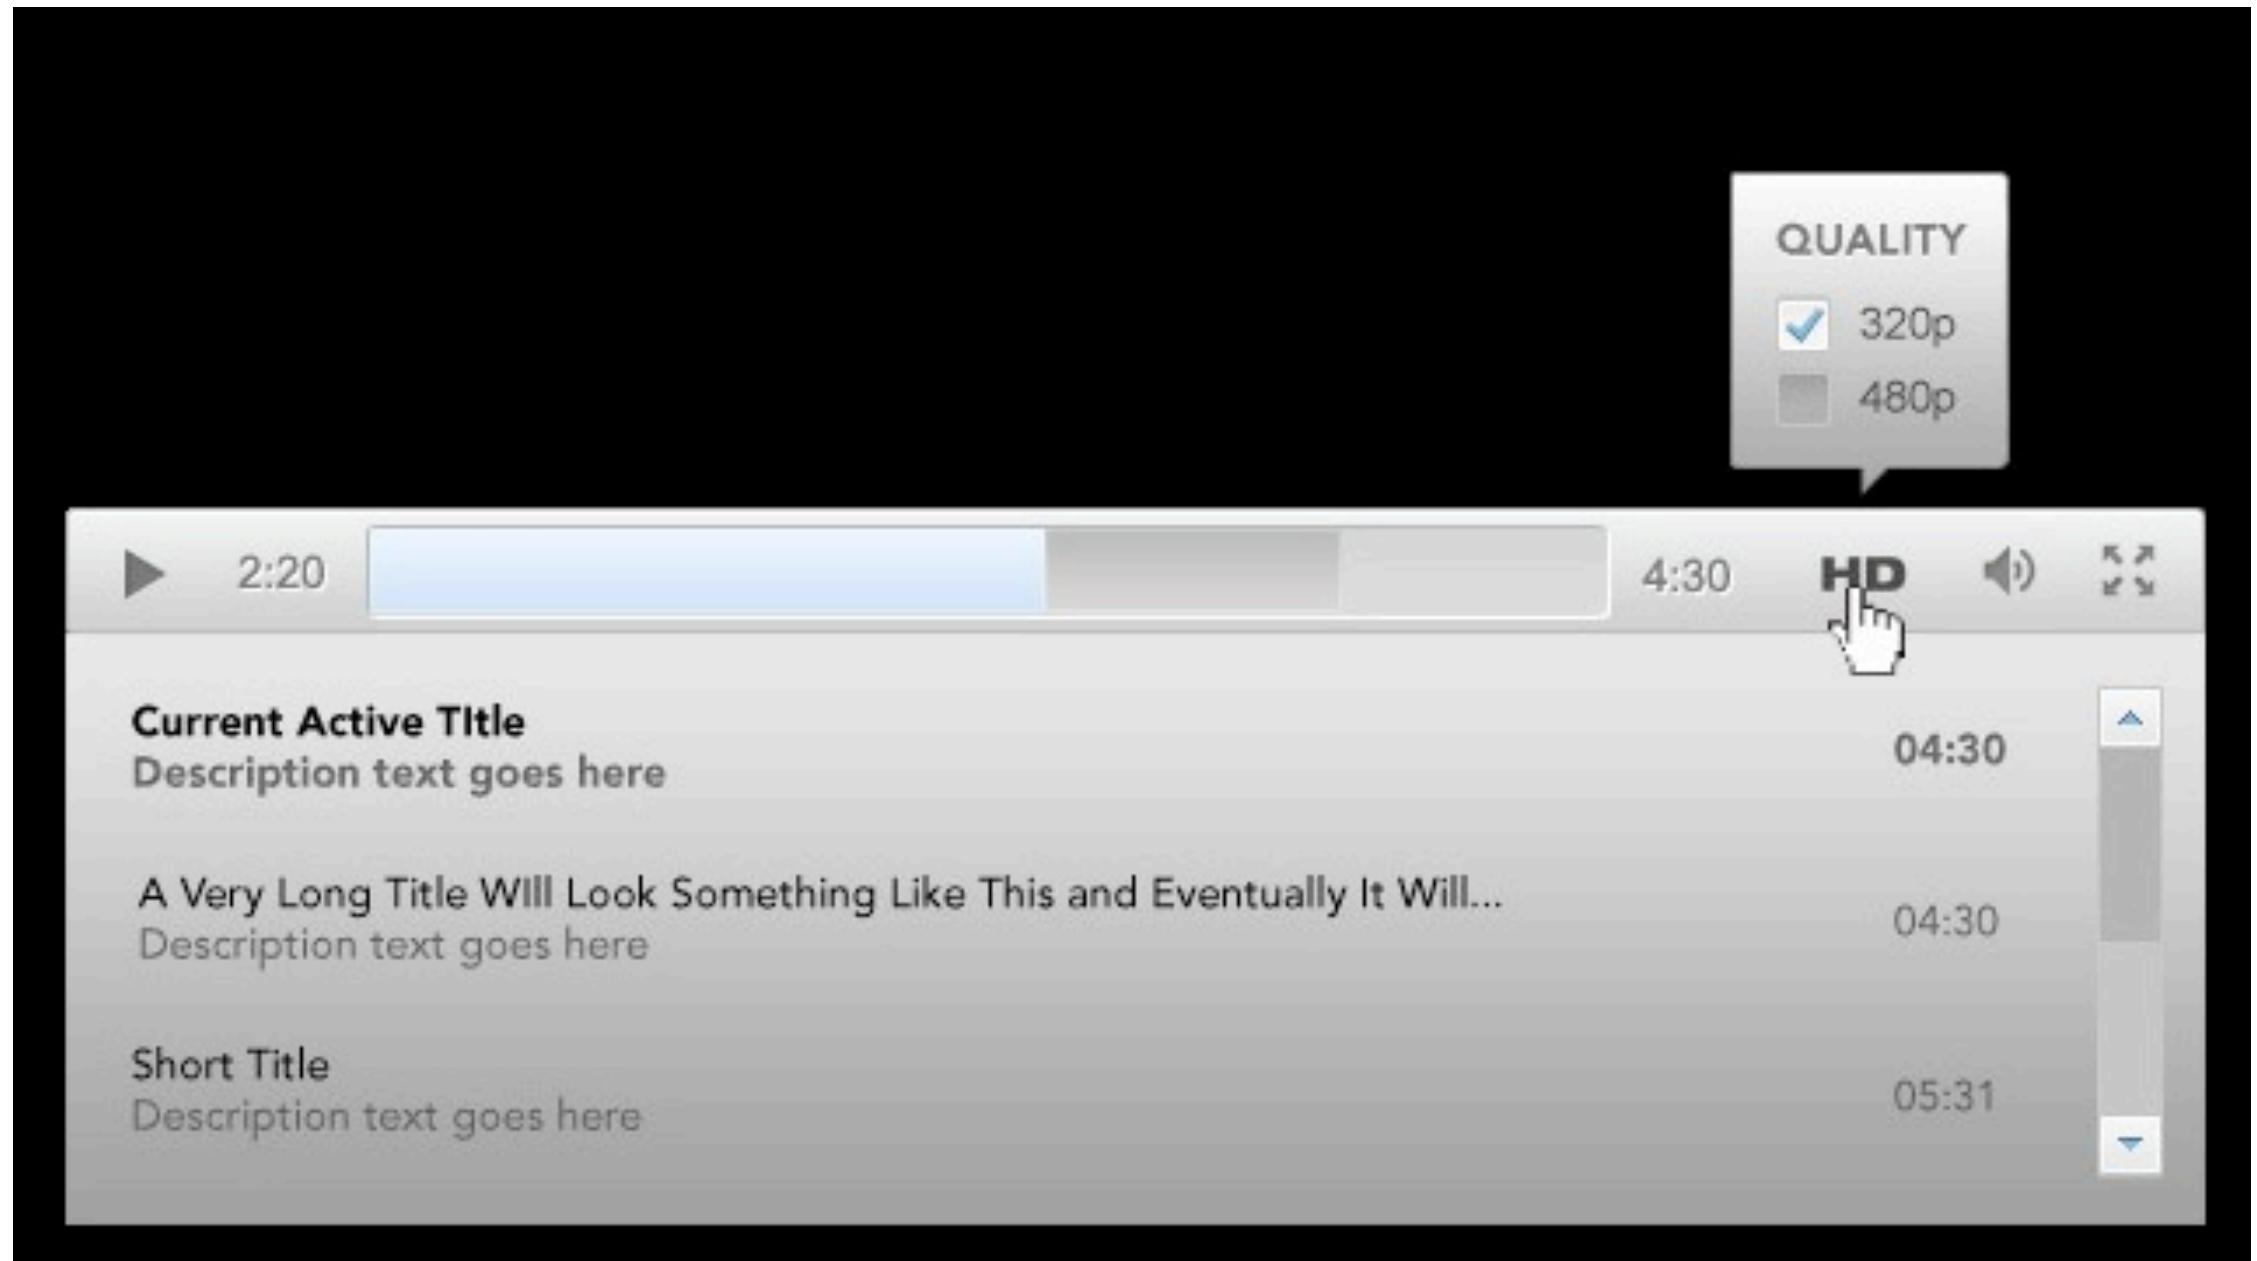 QUALITY
320p
480p
2:20
4:30
HD
Current Active TItle
04:30
Description text goes here
A Very Long Title WIll Look Something Like This and Eventually It Will...
04:30
Description text goes here
Short Title
05:31
Description text goes here